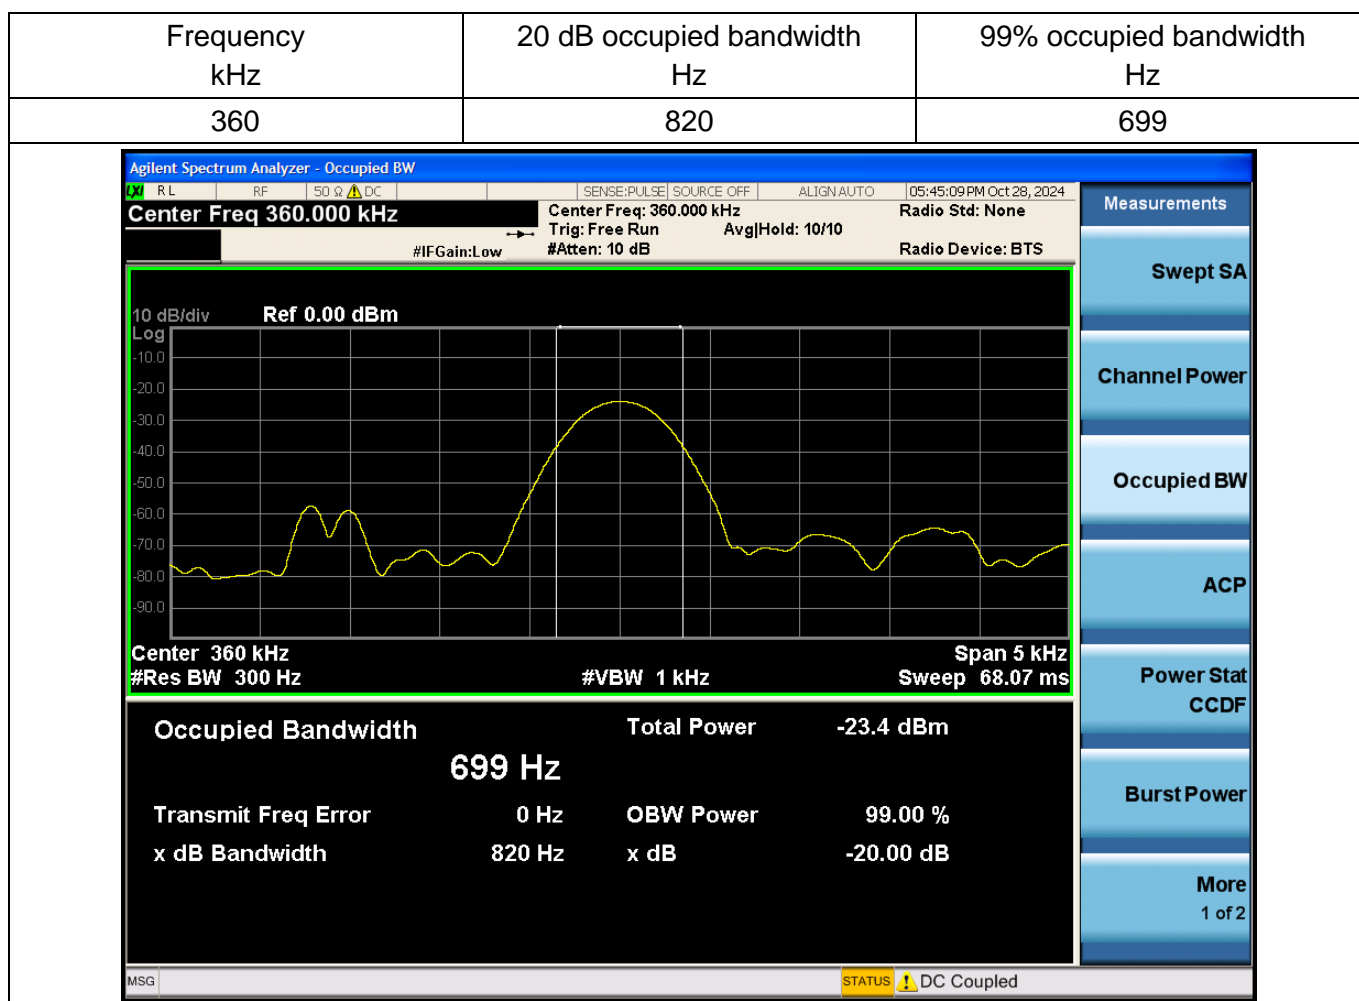 Frequency 20 dB occupied bandwidth 99% occupied bandwidth
kHz Hz Hz
360 820 699
Agilent Spectrum Analyzer - Occupied BW
LXI RL RF 50 Ω DC SENSE:PULSE SOURCE OFF ALIGN AUTO 05:45:09 PM Oct 28, 2024
Center Freq 360.000 kHz Center Freq: 360.000 kHz Radio Std: None
Trig: Free Run Avg|Hold: 10/10
#IFGain:Low #Atten: 10 dB Radio Device: BTS
10 dB/div Ref 0.00 dBm
Log
-10.0
-20.0
-30.0
-40.0
-50.0
-60.0
-70.0
-80.0
-90.0
Center 360 kHz Span 5 kHz
#Res BW 300 Hz #VBW 1 kHz Sweep 68.07 ms
Occupied Bandwidth Total Power -23.4 dBm
699 Hz
Transmit Freq Error 0 Hz OBW Power 99.00 %
x dB Bandwidth 820 Hz x dB -20.00 dB
Measurements
Swept SA
Channel Power
Occupied BW
ACP
Power Stat
CCDF
Burst Power
More
1 of 2
MSG STATUS DC Coupled